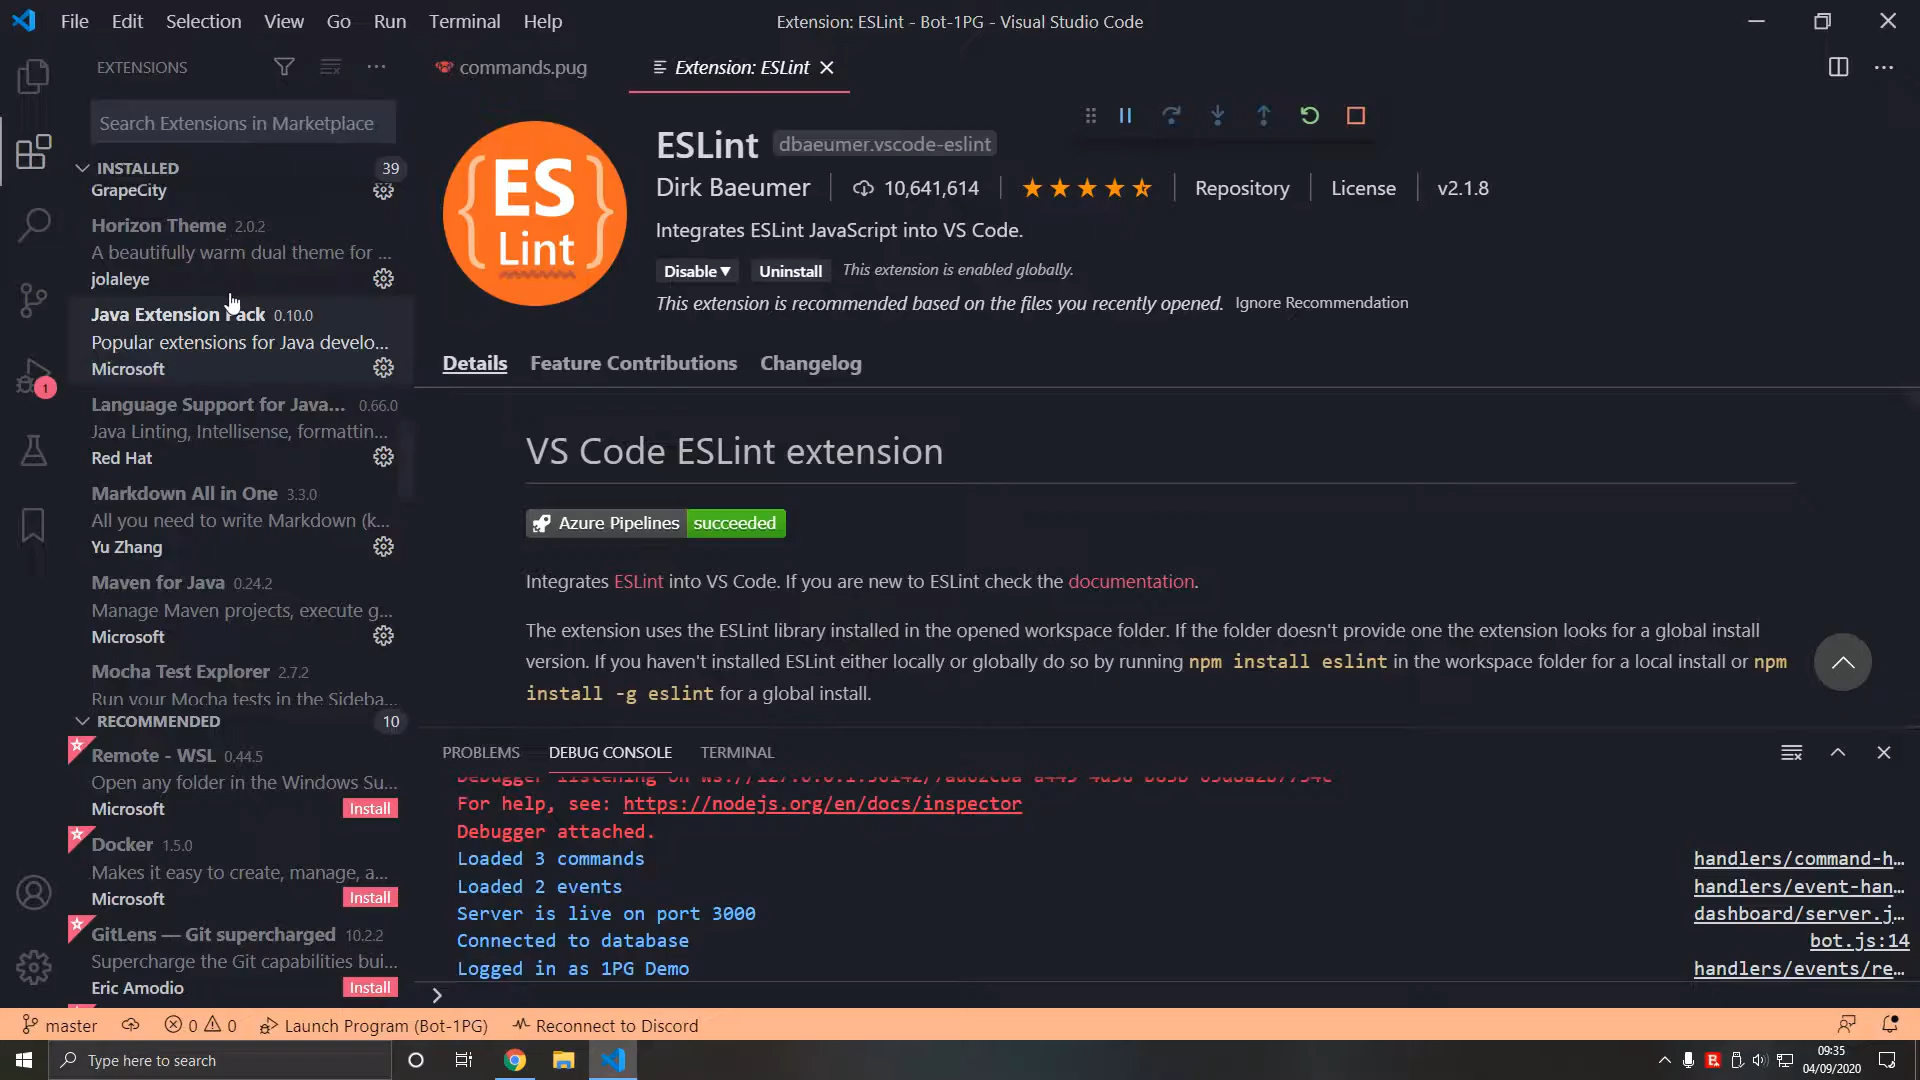 File Edit Selection View Go Run Terminal Help
Extension: ESLint - Bot-1PG - Visual Studio Code
EXTENSIONS
Search Extensions in Marketplace
INSTALLED 39
GrapeCity
Horizon Theme 2.0.2
A beautifully warm dual theme for ...
jolaleye
Java Extension Pack 0.10.0
Popular extensions for Java develo...
Microsoft
Language Support for Java... 0.66.0
Java Linting, Intellisense, formattin...
Red Hat
Markdown All in One 3.3.0
All you need to write Markdown (k...
Yu Zhang
Maven for Java 0.24.2
Manage Maven projects, execute g...
Microsoft
Mocha Test Explorer 2.7.2
Run your Mocha tests in the Sideba...
RECOMMENDED 10
Remote - WSL 0.44.5
Open any folder in the Windows Su...
Microsoft Install
Docker 1.5.0
Makes it easy to create, manage, a...
Microsoft Install
GitLens — Git supercharged 10.2.2
Supercharge the Git capabilities bui...
Eric Amodio Install
1
commands.pug
Extension: ESLint
{ES}
Lint
ESLint dbaeumer.vscode-eslint
Dirk Baeumer 10,641,614 Repository License v2.1.8
Integrates ESLint JavaScript into VS Code.
Disable Uninstall This extension is enabled globally.
This extension is recommended based on the files you recently opened. Ignore Recommendation
Details Feature Contributions Changelog
VS Code ESLint extension
Azure Pipelines succeeded
Integrates ESLint into VS Code. If you are new to ESLint check the documentation.
The extension uses the ESLint library installed in the opened workspace folder. If the folder doesn't provide one the extension looks for a global install
version. If you haven't installed ESLint either locally or globally do so by running npm install eslint in the workspace folder for a local install or npm
install -g eslint for a global install.
PROBLEMS DEBUG CONSOLE TERMINAL
Debugger listening on
For help, see: https://nodejs.org/en/docs/inspector
Debugger attached.
Loaded 3 commands handlers/command-h...
Loaded 2 events handlers/event-han...
Server is live on port 3000 dashboard/server.j...
Connected to database bot.js:14
Logged in as 1PG Demo handlers/events/re...
master 0 0 Launch Program (Bot-1PG) Reconnect to Discord
Type here to search
09:35
04/09/2020